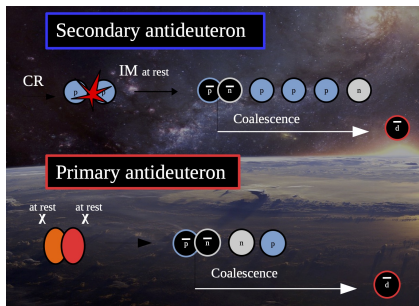 Secondary antideuteron
CR
IM at rest
p p
p̅ n̅ p p p n
Coalescence
d̅
Primary antideuteron
at rest at rest
χ χ
p̅ n̅ n p
Coalescence
d̅